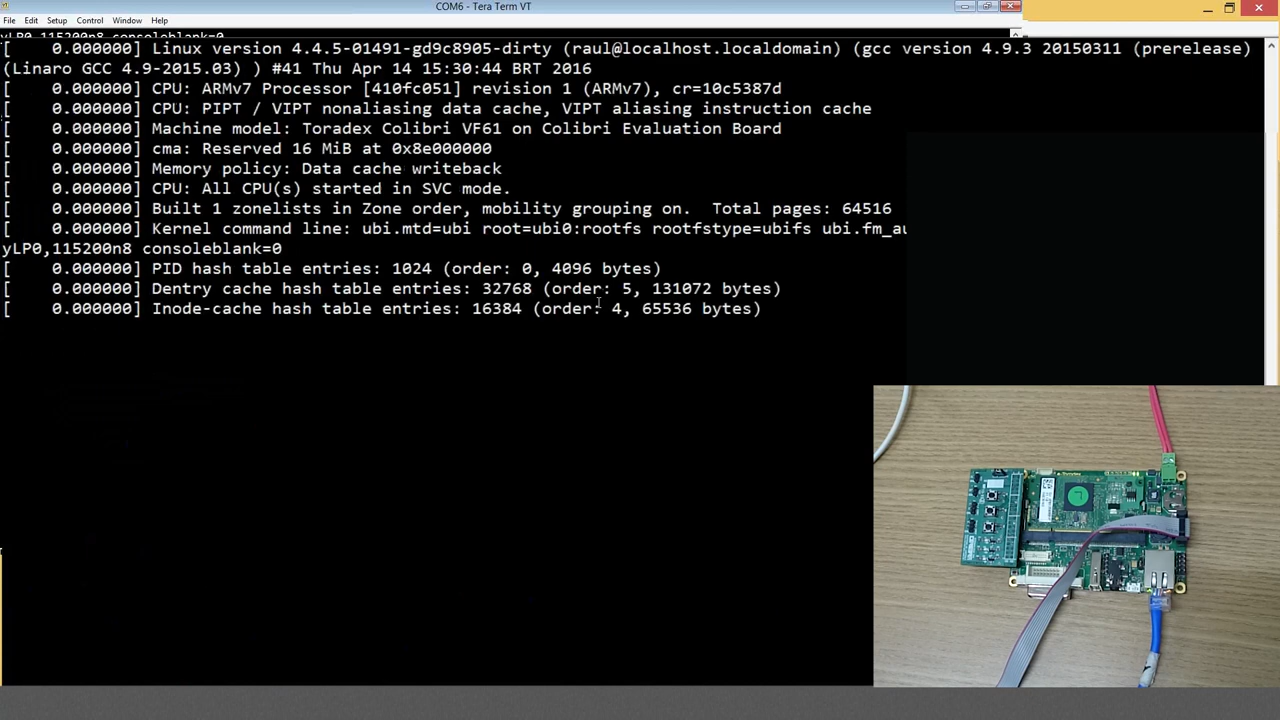 COM6 - Tera Term VT
File Edit Setup Control Window Help
yLP0,115200n8 consoleblank=0
[    0.000000] Linux version 4.4.5-01491-gd9c8905-dirty (raul@localhost.localdomain) (gcc version 4.9.3 20150311 (prerelease)
(Linaro GCC 4.9-2015.03) ) #41 Thu Apr 14 15:30:44 BRT 2016
[    0.000000] CPU: ARMv7 Processor [410fc051] revision 1 (ARMv7), cr=10c5387d
[    0.000000] CPU: PIPT / VIPT nonaliasing data cache, VIPT aliasing instruction cache
[    0.000000] Machine model: Toradex Colibri VF61 on Colibri Evaluation Board
[    0.000000] cma: Reserved 16 MiB at 0x8e000000
[    0.000000] Memory policy: Data cache writeback
[    0.000000] CPU: All CPU(s) started in SVC mode.
[    0.000000] Built 1 zonelists in Zone order, mobility grouping on.  Total pages: 64516
[    0.000000] Kernel command line: ubi.mtd=ubi root=ubi0:rootfs rootfstype=ubifs ubi.fm_au
yLP0,115200n8 consoleblank=0
[    0.000000] PID hash table entries: 1024 (order: 0, 4096 bytes)
[    0.000000] Dentry cache hash table entries: 32768 (order: 5, 131072 bytes)
[    0.000000] Inode-cache hash table entries: 16384 (order: 4, 65536 bytes)